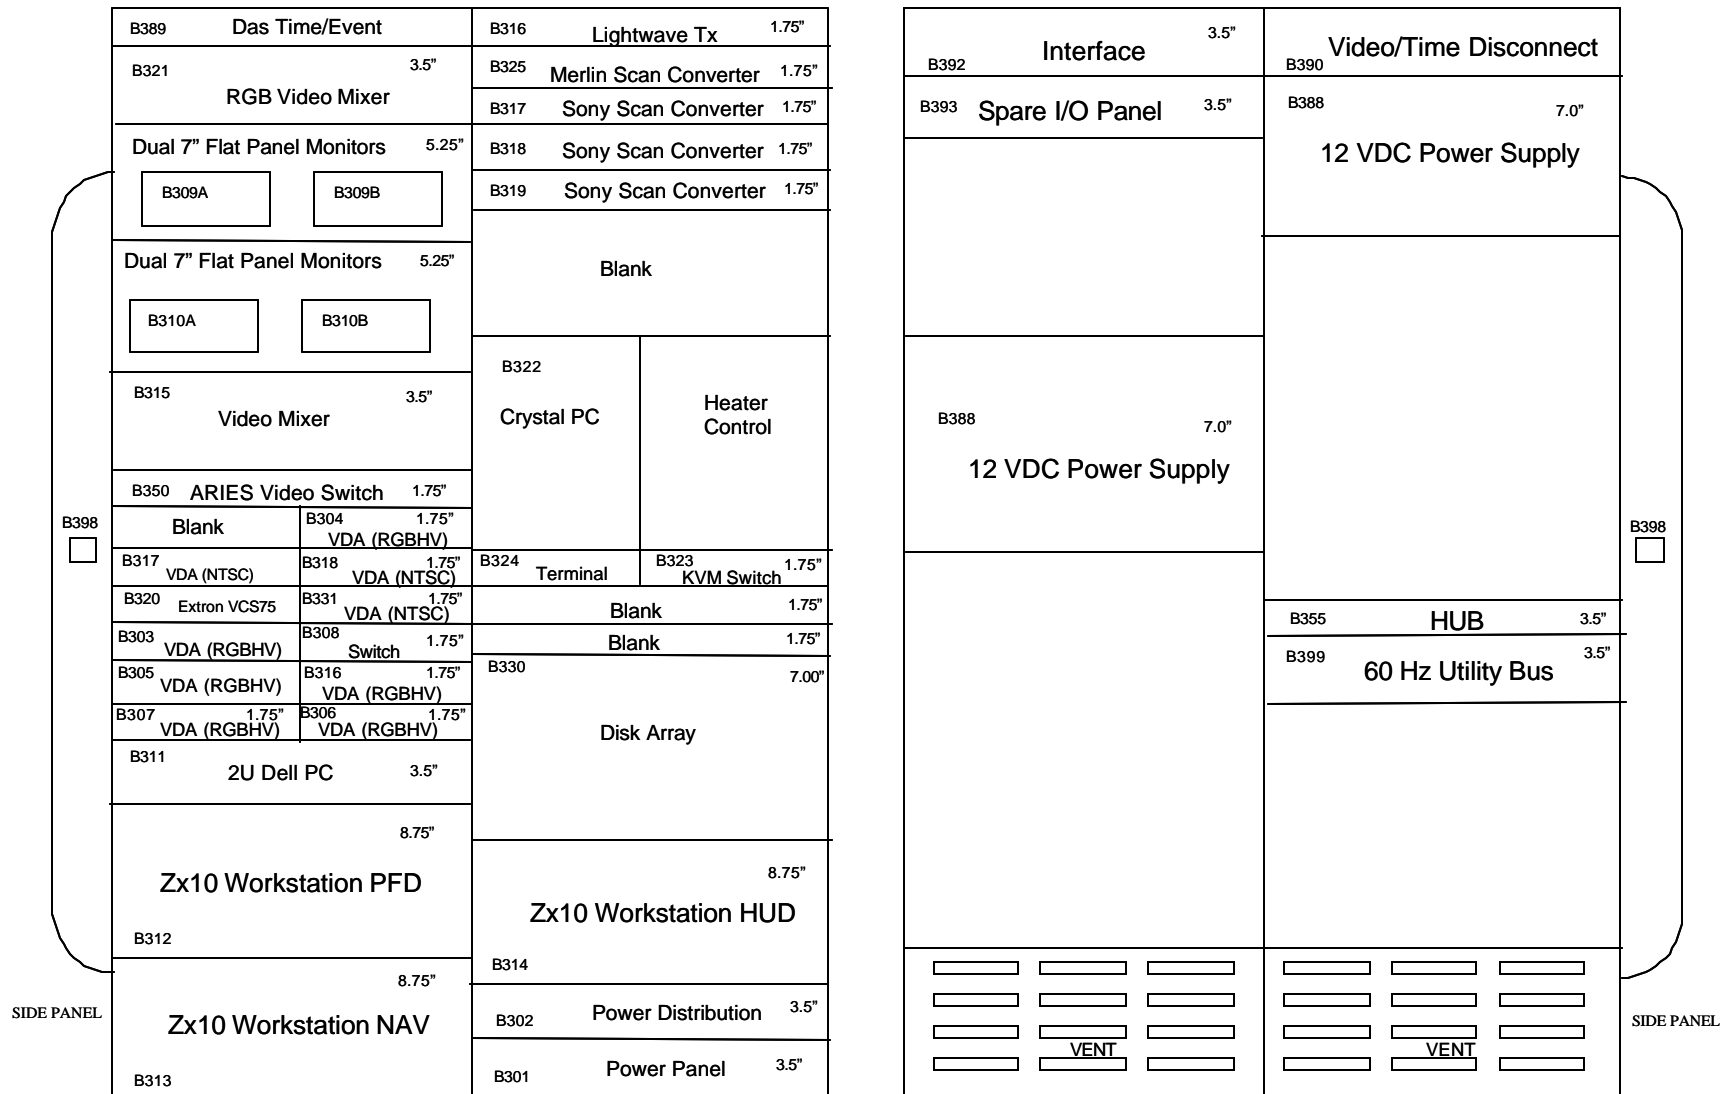 B389 Das Time/Event
B321 3.5”
RGB Video Mixer
Dual 7” Flat Panel Monitors 5.25”
B309A B309B
Dual 7” Flat Panel Monitors 5.25”
B310A B310B
B315 3.5”
Video Mixer
B350 ARIES Video Switch 1.75”
Blank
B304 1.75”
VDA (RGBHV)
B317
VDA (NTSC)
B318 1.75”
VDA (NTSC)
B320 Extron VCS75
B331 1.75”
VDA (NTSC)
B303
VDA (RGBHV)
B308 1.75”
Switch
B305
VDA (RGBHV)
B316 1.75”
VDA (RGBHV)
B307 1.75”
VDA (RGBHV)
B306 1.75”
VDA (RGBHV)
B311
2U Dell PC 3.5”
8.75”
Zx10 Workstation PFD
B312
8.75”
Zx10 Workstation NAV
B313
B398
SIDE PANEL
B316 Lightwave Tx 1.75”
B325 Merlin Scan Converter 1.75”
B317 Sony Scan Converter 1.75”
B318 Sony Scan Converter 1.75”
B319 Sony Scan Converter 1.75”
Blank
B322
Crystal PC
Heater
Control
B324
Terminal
B323 1.75”
KVM Switch
Blank 1.75”
Blank 1.75”
B330 7.00”
Disk Array
8.75”
Zx10 Workstation HUD
B314
B302 Power Distribution 3.5”
B301 Power Panel 3.5”
3.5”
Interface
B392
B393 Spare I/O Panel 3.5”
B388 7.0”
12 VDC Power Supply
VENT
Video/Time Disconnect
B390
B388 7.0”
12 VDC Power Supply
B355 HUB 3.5”
B399 3.5”
60 Hz Utility Bus
VENT
B398
SIDE PANEL